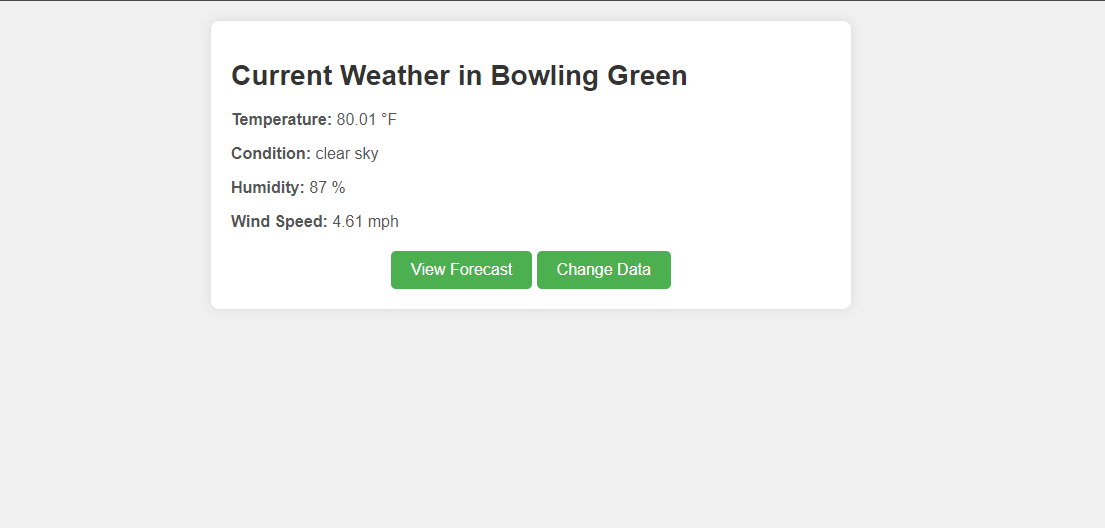 Current Weather in Bowling Green
Temperature: 80.01 °F
Condition: clear sky
Humidity: 87 %
Wind Speed: 4.61 mph
View Forecast Change Data